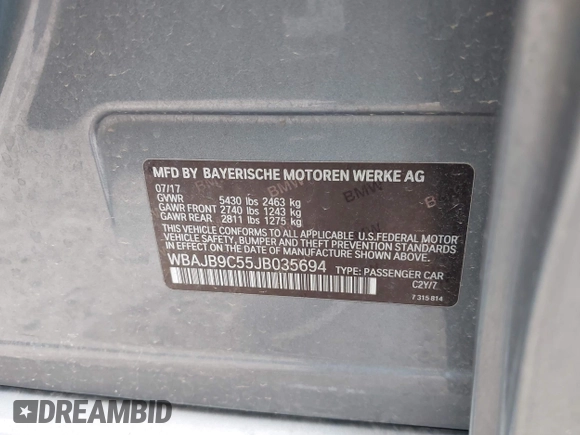 MFD BY BAYERISCHE MOTOREN WERKE AG
07/17
GVWR 5430 lbs 2463 kg
GAWR FRONT 2740 lbs 1243 kg
GAWR REAR 2811 lbs 1275 kg
THIS VEHICLE CONFORMS TO ALL APPLICABLE U.S.FEDERAL MOTOR
VEHICLE SAFETY, BUMPER AND THEFT PREVENTION STANDARDS
IN EFFECT ON THE DATE OF MANUFACTURE SHOWN ABOVE.
WBAJB9C55JB035694 TYPE: PASSENGER CAR
C2Y/7
7 315 814
DREAMBID